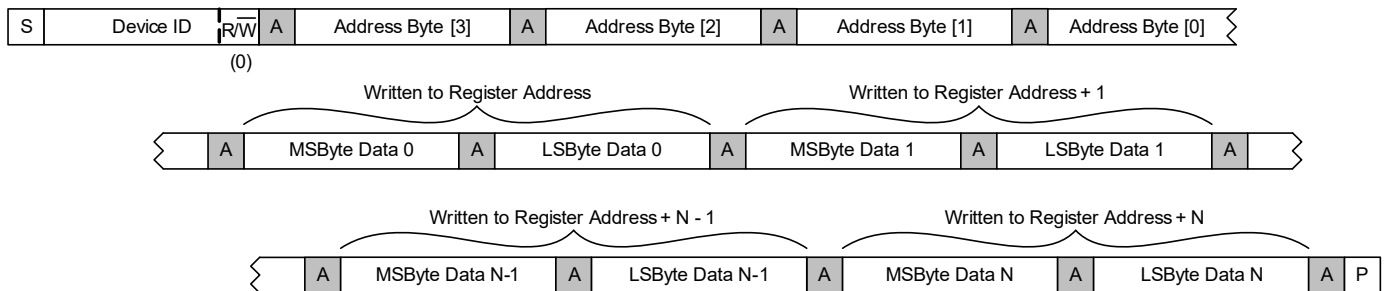 S Device ID R/W̅ A Address Byte [3] A Address Byte [2] A Address Byte [1] A Address Byte [0]
(0)
Written to Register Address Written to Register Address + 1
A MSByte Data 0 A LSByte Data 0 A MSByte Data 1 A LSByte Data 1 A
Written to Register Address + N - 1 Written to Register Address + N
A MSByte Data N-1 A LSByte Data N-1 A MSByte Data N A LSByte Data N A P